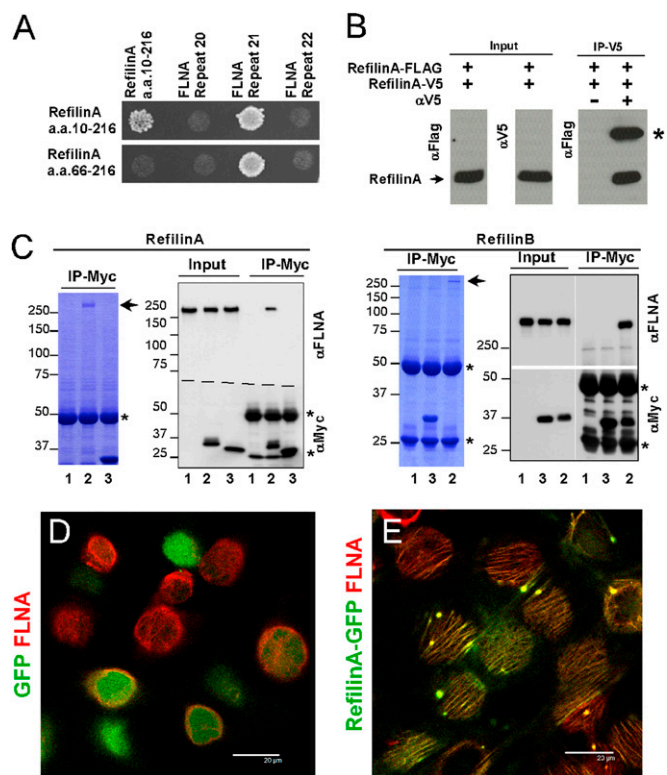 A
RefilinA
a.a.10-216
FLNA
Repeat 20
FLNA
Repeat 21
FLNA
Repeat 22
RefilinA
a.a.10-216
RefilinA
a.a.66-216
B
Input
IP-V5
RefilinA-FLAG + + + +
RefilinA-V5 + + + +
αV5 - +
αFlag
αV5
αFlag
*
RefilinA
C
RefilinA
IP-Myc
Input
IP-Myc
250
150
100
75
50
37
*
1 2 3
250
150
100
75
50
37
25
*
*
1 2 3 1 2 3
αFLNA
αMyc
RefilinB
IP-Myc
Input
IP-Myc
250
150
100
75
50
37
25
*
*
1 3 2
250
50
37
25
*
*
1 3 2 1 3 2
αFLNA
αMyc
D
GFP FLNA
20 µm
E
RefilinA-GFP FLNA
20 µm